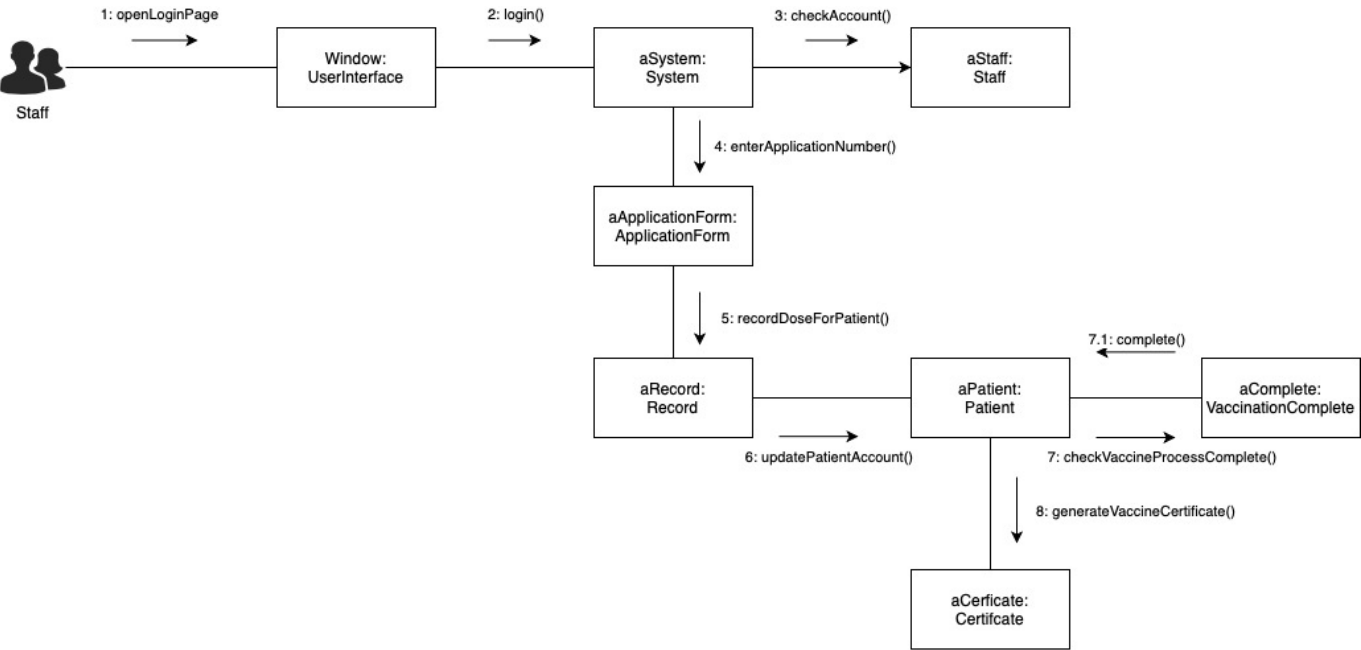 1: openLoginPage
2: login()
3: checkAccount()
Window:
UserInterface
aSystem:
System
aStaff:
Staff
Staff
4: enterApplicationNumber()
aApplicationForm:
ApplicationForm
5: recordDoseForPatient()
7.1: complete()
aRecord:
Record
aPatient:
Patient
aComplete:
VaccinationComplete
6: updatePatientAccount()
7: checkVaccineProcessComplete()
8: generateVaccineCertificate()
aCerficate:
Certifcate